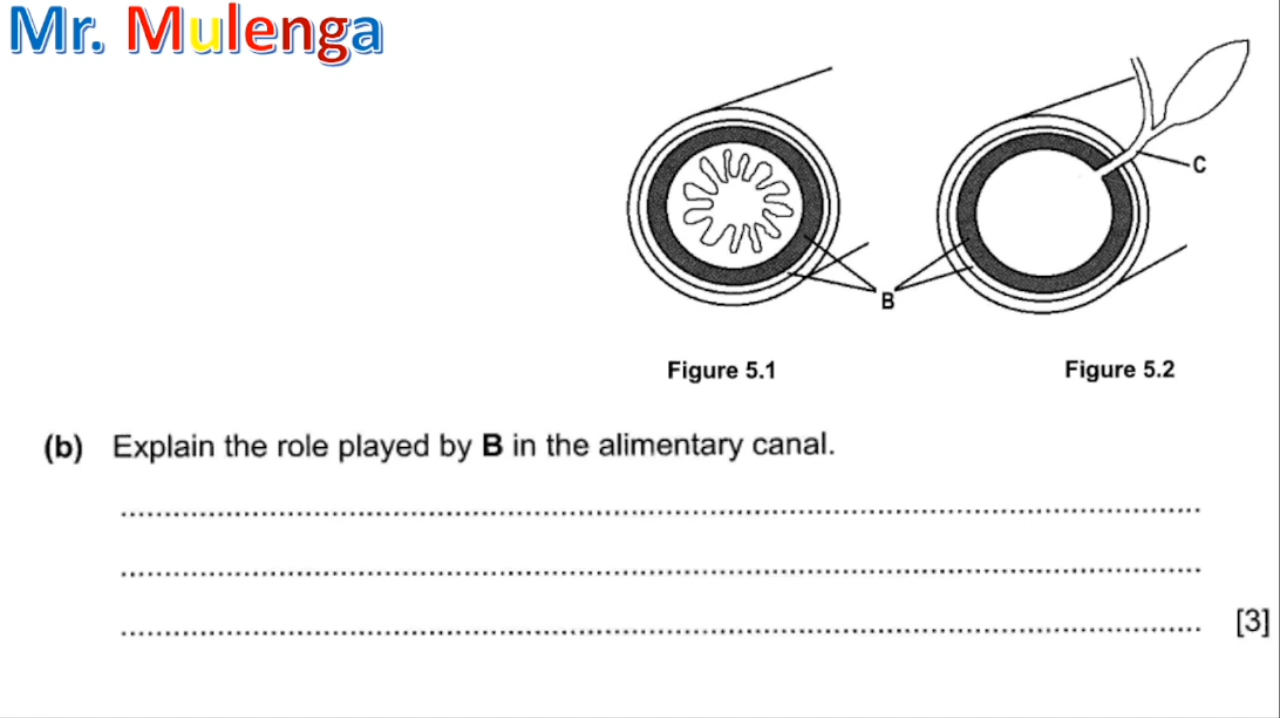 Mr. Mulenga
C
B
Figure 5.1
Figure 5.2
(b) Explain the role played by B in the alimentary canal.
[3]